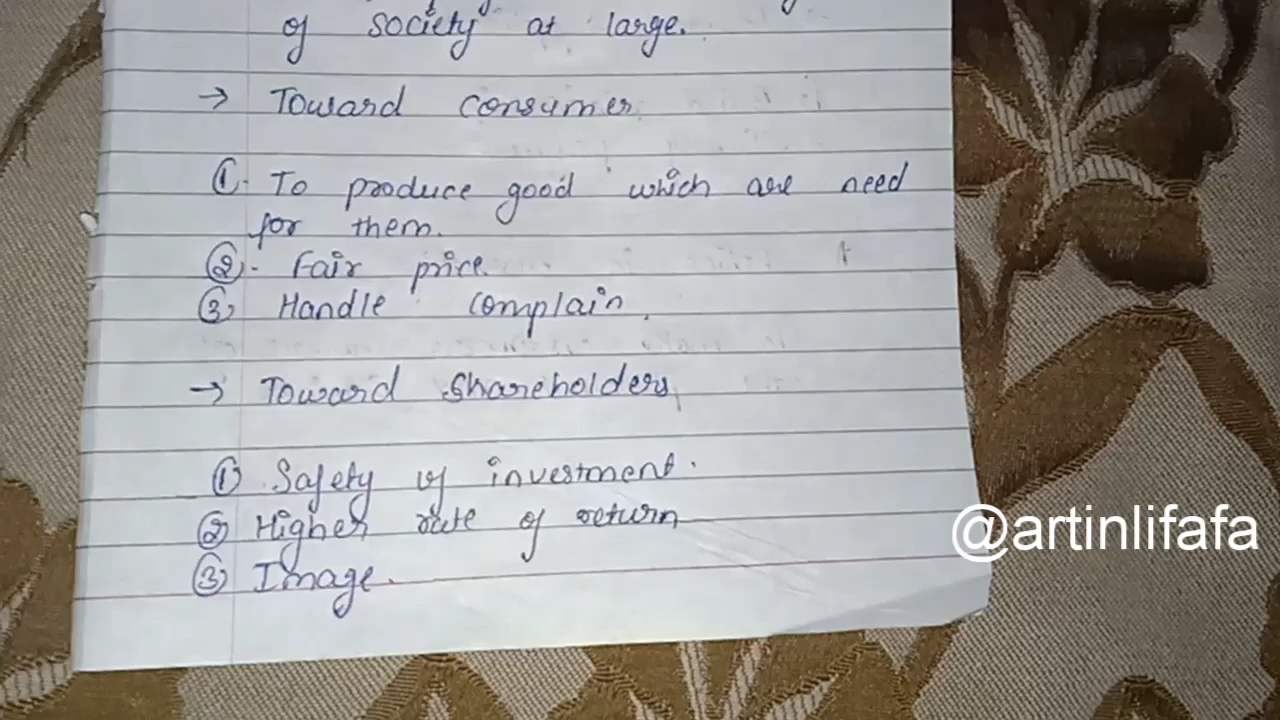 of society at large.
→ Toward consumer
①. To produce good which are need
for them.
②. Fair price.
③ Handle complain.
→ Toward shareholders
① Safety of investment.
② Higher rate of return
③ Image.
@artinlifafa